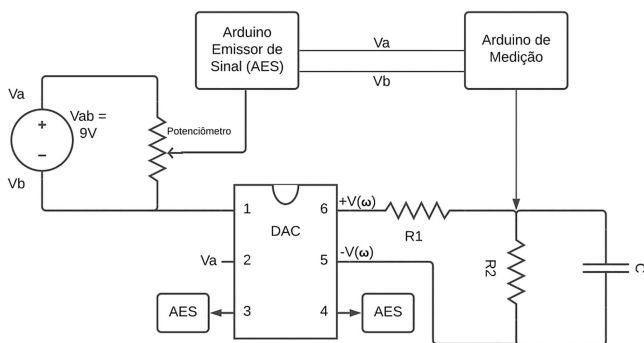 Arduino
Emissor de
Sinal (AES)
Va
Vb
Arduino de
Medição
Va
Vab =
9V
+
−
Potenciômetro
Vb
1
6
+V(ω)
DAC
R1
Va
2
5
-V(ω)
R2
C
AES
3
4
AES